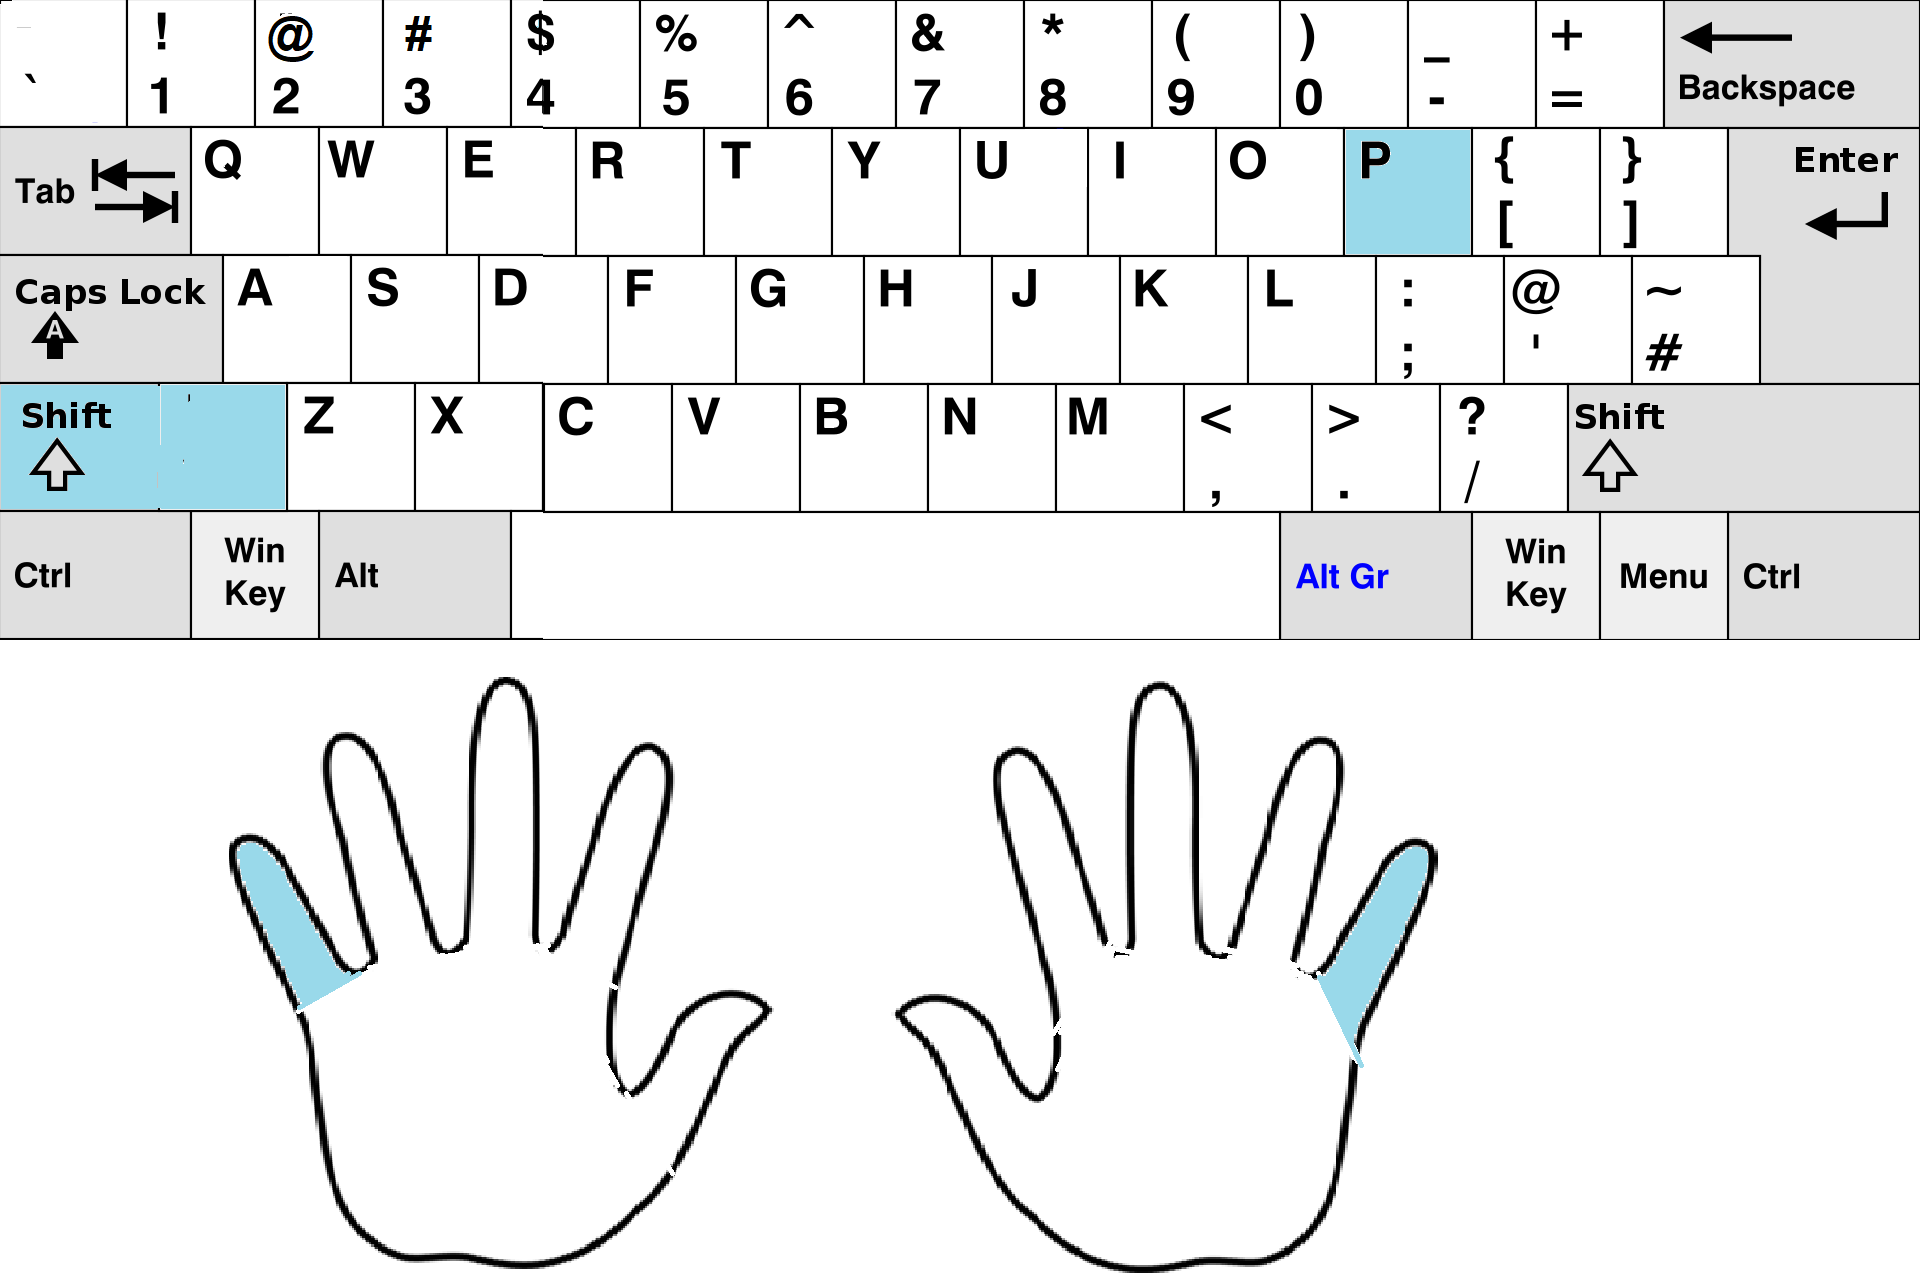 ! @ # $ % ^ & * ( ) _ +
` 1 2 3 4 5 6 7 8 9 0 - = Backspace
Tab Q W E R T Y U I O P { } Enter
[ ]
Caps Lock A S D F G H J K L : @ ~
A ; ' #
Shift Z X C V B N M < > ? Shift
, . /
Ctrl Win Key Alt Alt Gr Win Key Menu Ctrl